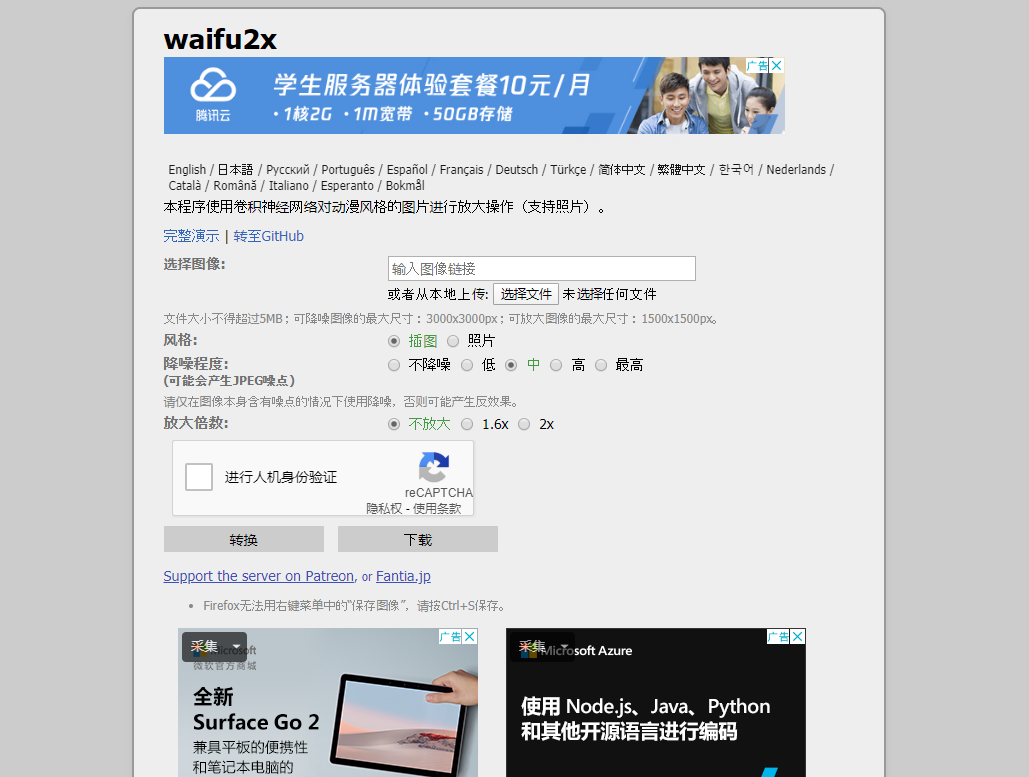 waifu2x
广告
腾讯云
学生服务器体验套餐10元/月
·1核2G ·1M宽带 ·50GB存储
English / 日本語 / Русский / Português / Español / Français / Deutsch / Türkçe / 简体中文 / 繁體中文 / 한국어 / Nederlands /
Català / Română / Italiano / Esperanto / Bokmål
本程序使用卷积神经网络对动漫风格的图片进行放大操作（支持照片）。
完整演示 | 转至GitHub
选择图像: 输入图像链接
或者从本地上传: 选择文件 未选择任何文件
文件大小不得超过5MB；可降噪图像的最大尺寸：3000x3000px；可放大图像的最大尺寸：1500x1500px。
风格: 插图 照片
降噪程度: 不降噪 低 中 高 最高
(可能会产生JPEG噪点)
请仅在图像本身含有噪点的情况下使用降噪，否则可能产生反效果。
放大倍数: 不放大 1.6x 2x
进行人机身份验证
reCAPTCHA
隐私权 - 使用条款
转换 下载
Support the server on Patreon, or Fantia.jp
• Firefox无法用右键菜单中的“保存图像”，请按Ctrl+S保存。
采集
广告
Microsoft
微软官方商城
全新
Surface Go 2
兼具平板的便携性
和笔记本电脑的
采集
广告
Microsoft Azure
使用 Node.js、Java、Python
和其他开源语言进行编码